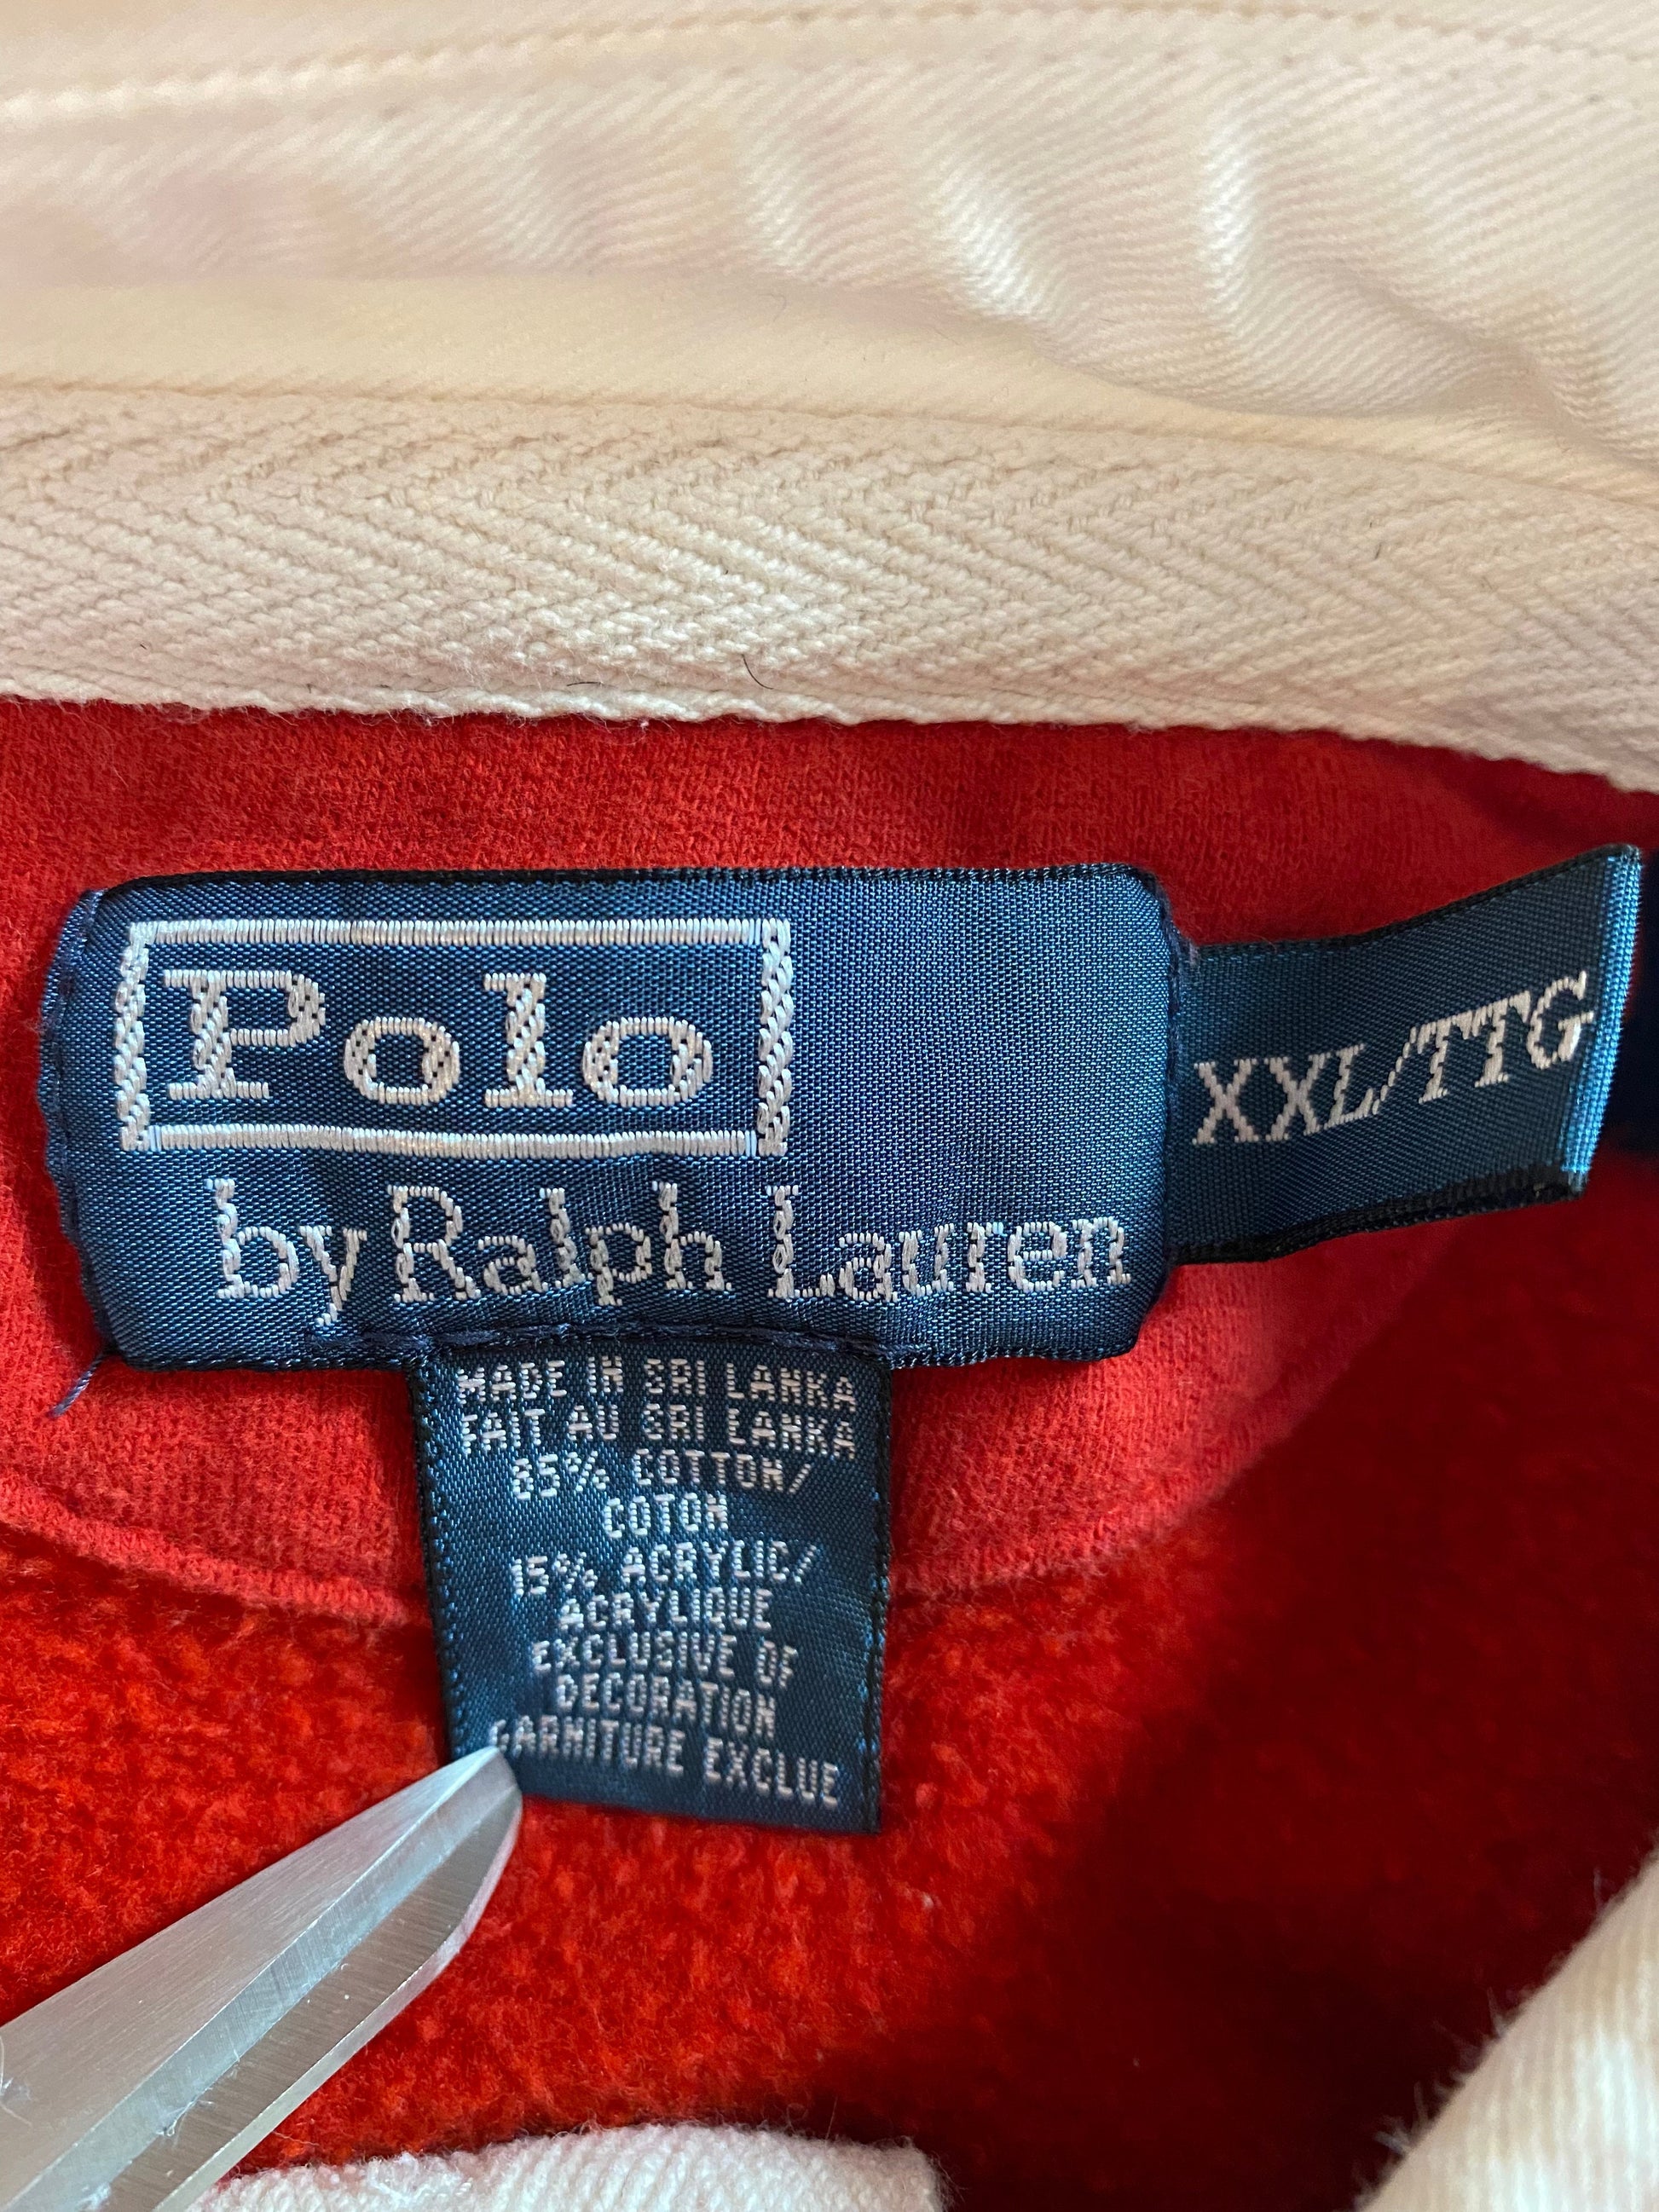 Polo
by Ralph Lauren
XXL/TTG
MADE IN SRI LANKA
FAIT AU SRI LANKA
85% COTTON/
COTON
15% ACRYLIC/
ACRYLIQUE
EXCLUSIVE OF
DECORATION
GARNITURE EXCLUE